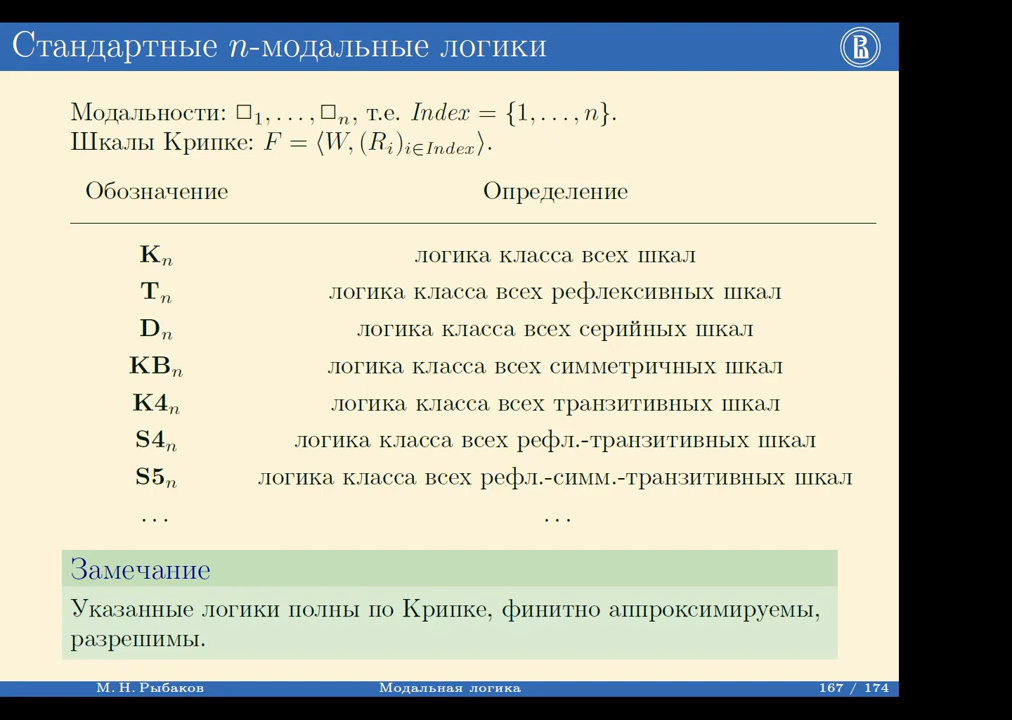 Стандартные n-модальные логики
Модальности: □₁, . . . , □ₙ, т.е. Index = {1, . . . , n}.
Шкалы Крипке: F = ⟨W, (Rᵢ)ᵢ∈Index⟩.
Обозначение Определение
Kₙ логика класса всех шкал
Tₙ логика класса всех рефлексивных шкал
Dₙ логика класса всех серийных шкал
KBₙ логика класса всех симметричных шкал
K4ₙ логика класса всех транзитивных шкал
S4ₙ логика класса всех рефл.-транзитивных шкал
S5ₙ логика класса всех рефл.-симм.-транзитивных шкал
. . . . . .
Замечание
Указанные логики полны по Крипке, финитно аппроксимируемы,
разрешимы.
М. Н. Рыбаков Модальная логика 167 / 174